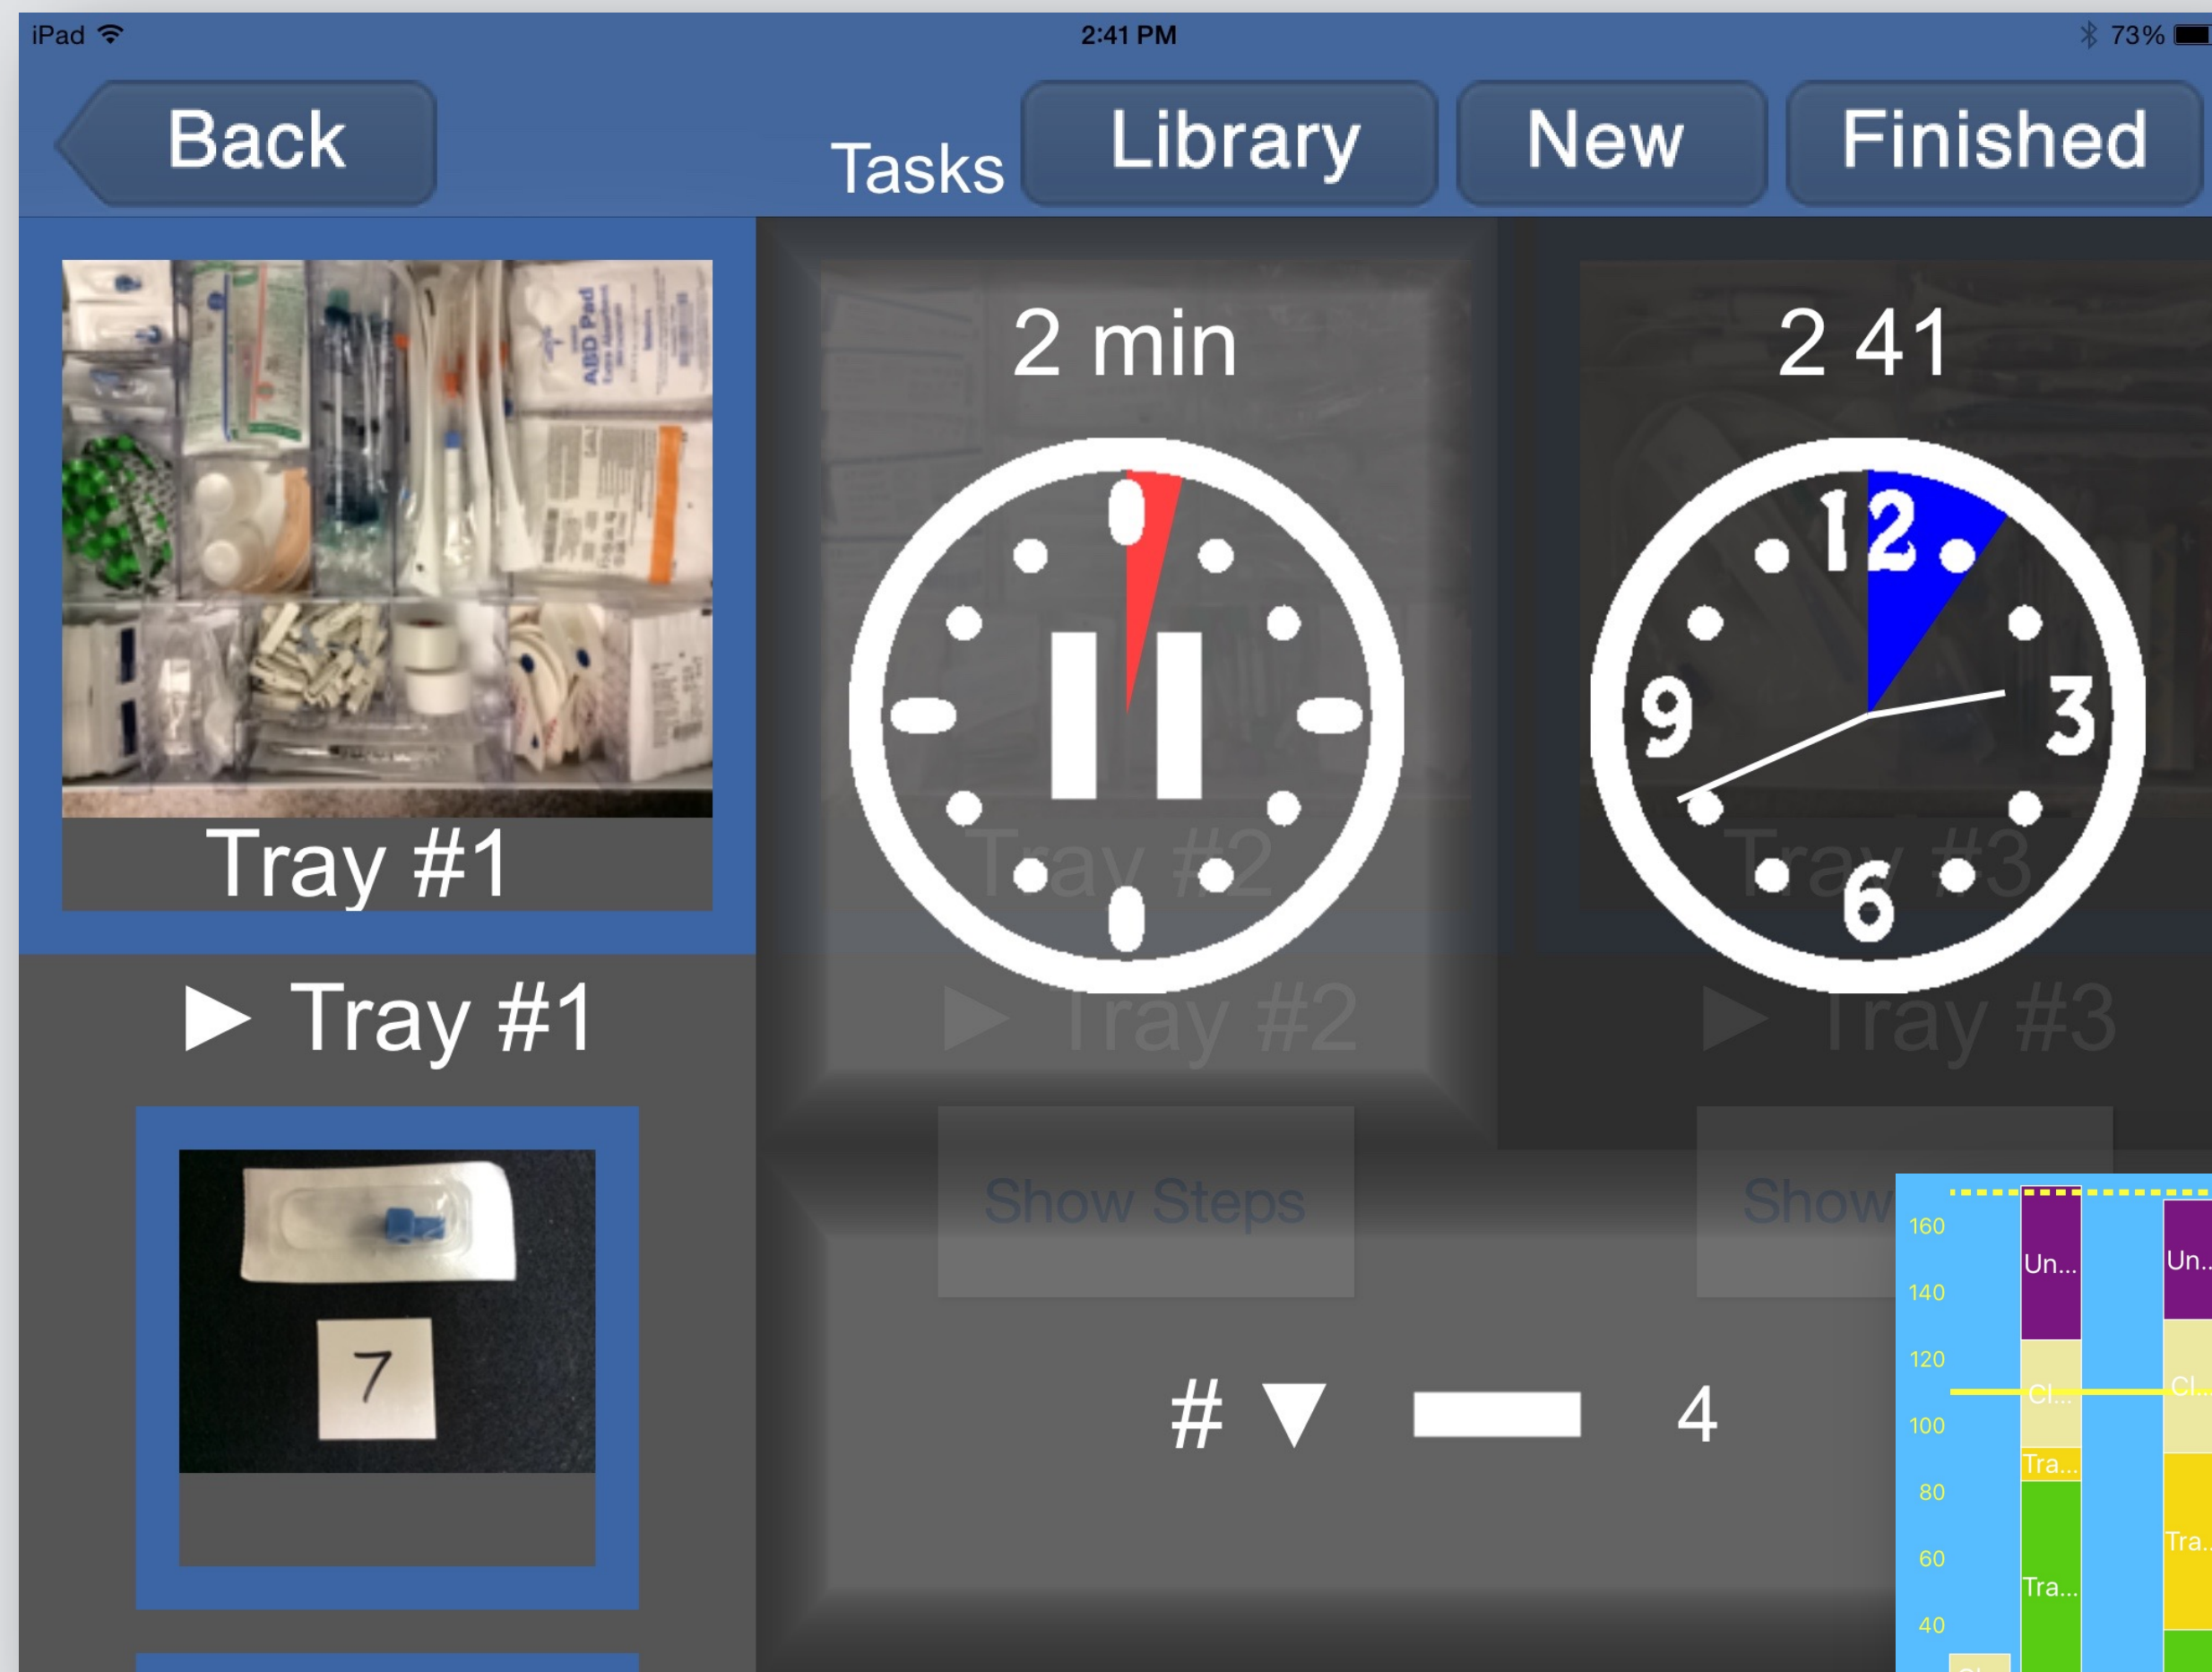 iPad 2:41 PM 73%
Back Tasks Library New Finished
ABD Pad
Extra Absorbent
2 min
2 41
12
9 3
6
Tray #1
Tray #2
Tray #3
► Tray #1
► Tray #2
► Tray #3
7
Show Steps
Show
# ▼ 4
160
Un...
Un...
140
120
Cl...
Cl...
100
Tra...
80
Tra...
60
Tra...
40